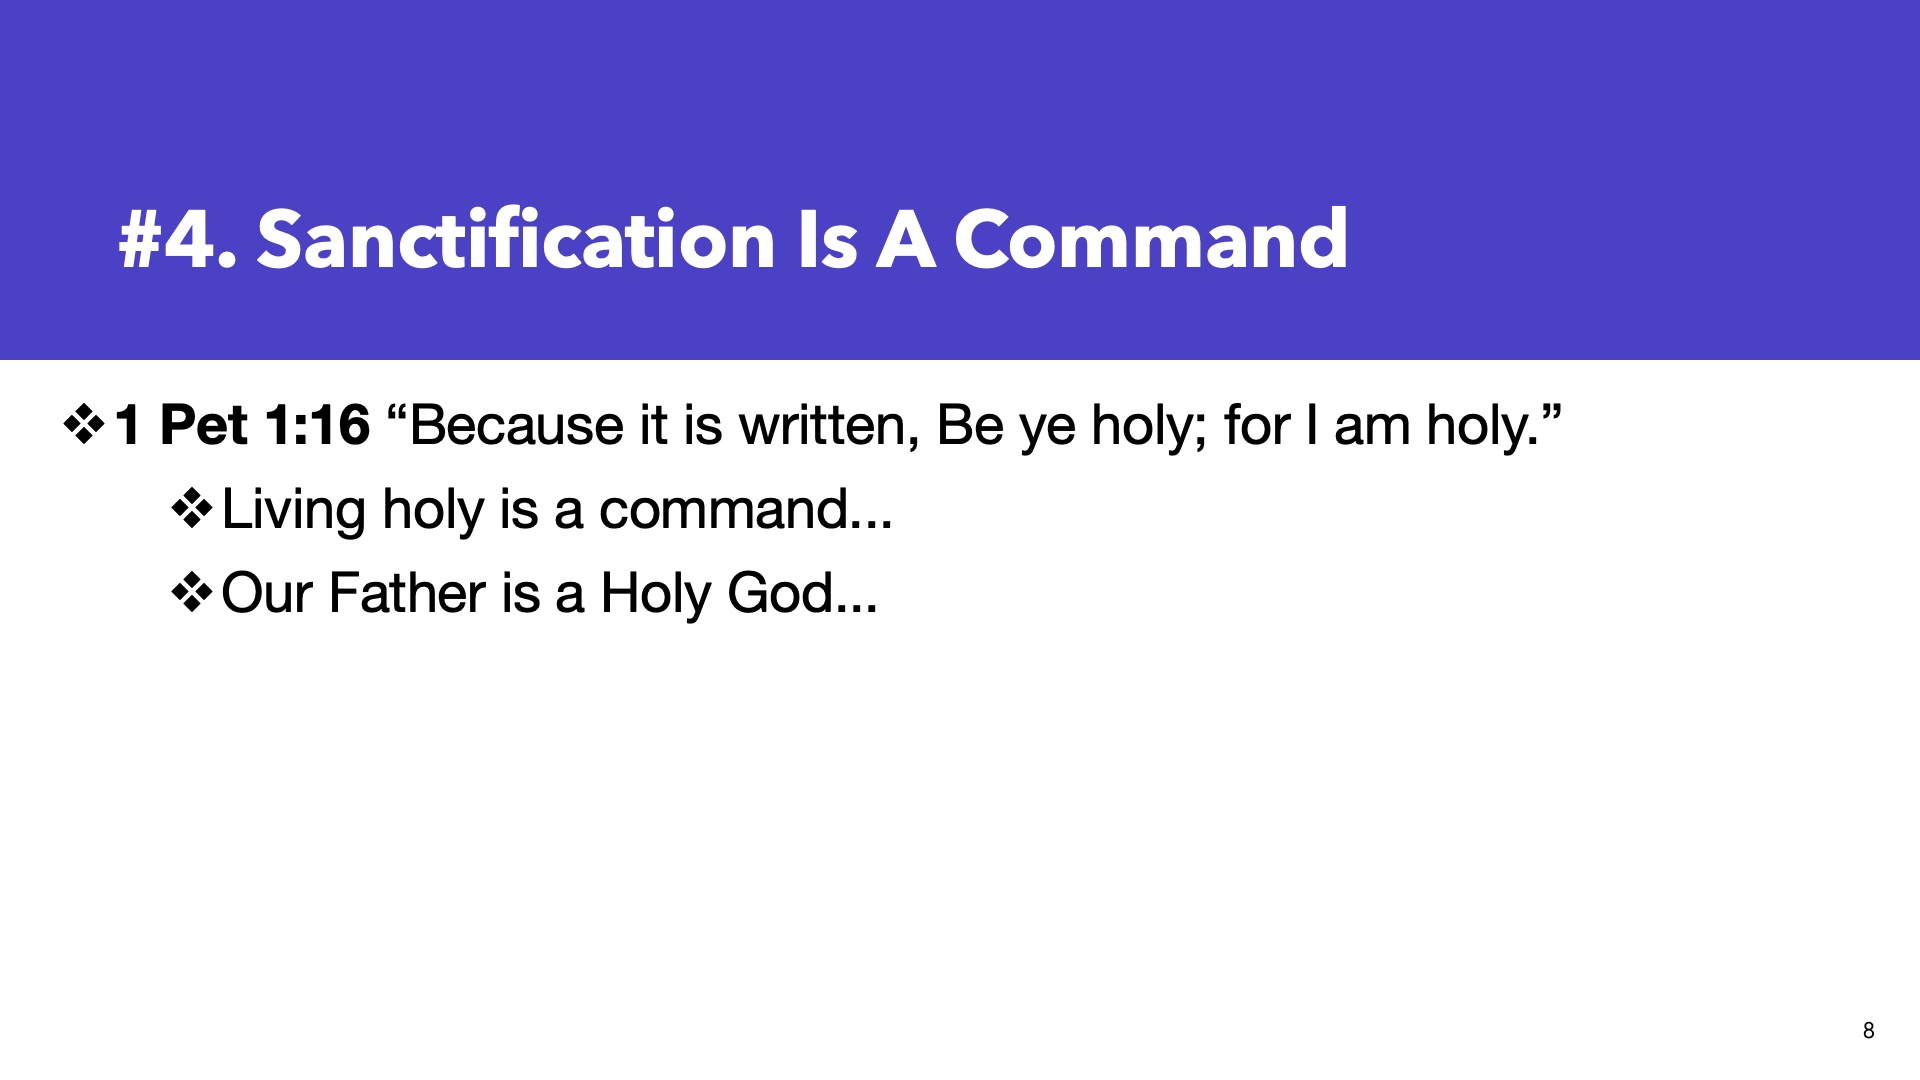 #4. Sanctification Is A Command
❖1 Pet 1:16 “Because it is written, Be ye holy; for I am holy.”
❖Living holy is a command...
❖Our Father is a Holy God...
8